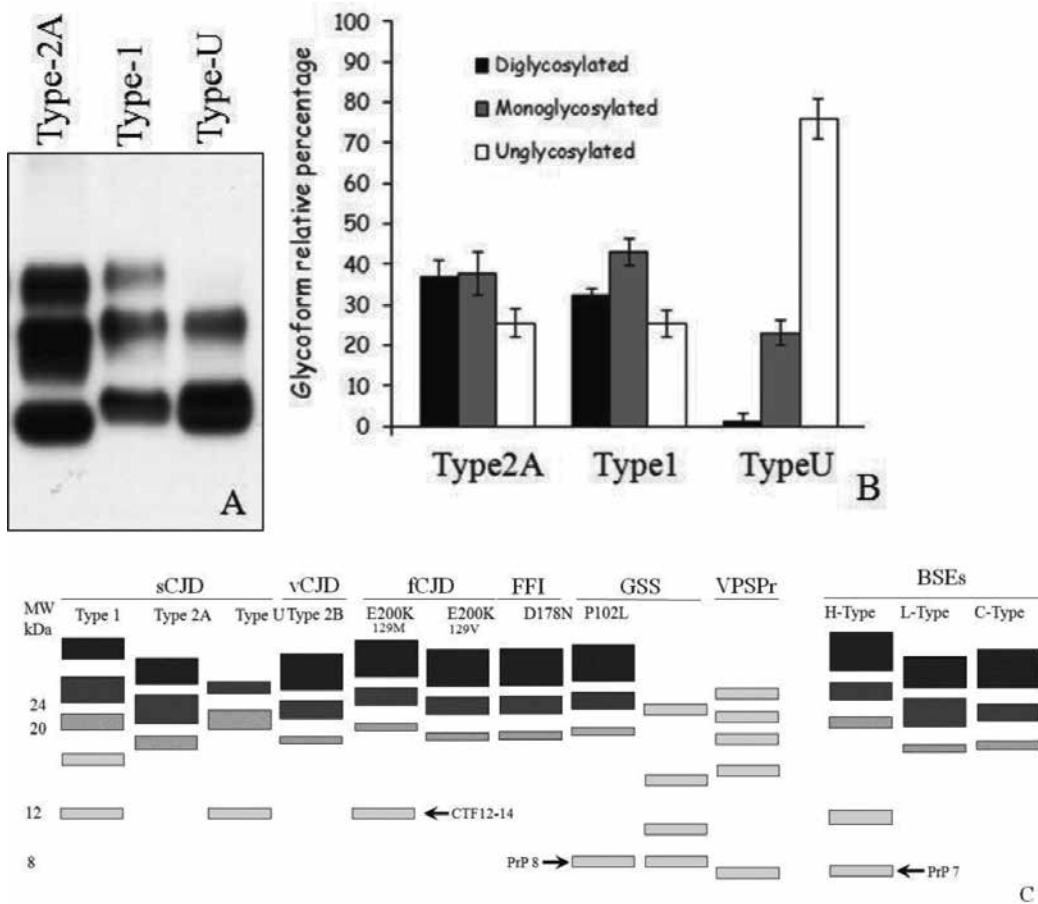 Type-2A
Type-1
Type-U
A
B
Glycoform relative percentage
100
90
80
70
60
50
40
30
20
10
0
Diglycosylated
Monoglycosylated
Unglycosylated
Type2A Type1 TypeU
sCJD vCJD fCJD FFI GSS VPSPr BSEs
MW
kDa
Type 1 Type 2A Type U Type 2B E200K E200K D178N P102L H-Type L-Type C-Type
129M 129V
24
20
12
CTF12-14
8
PrP 8
PrP 7
C